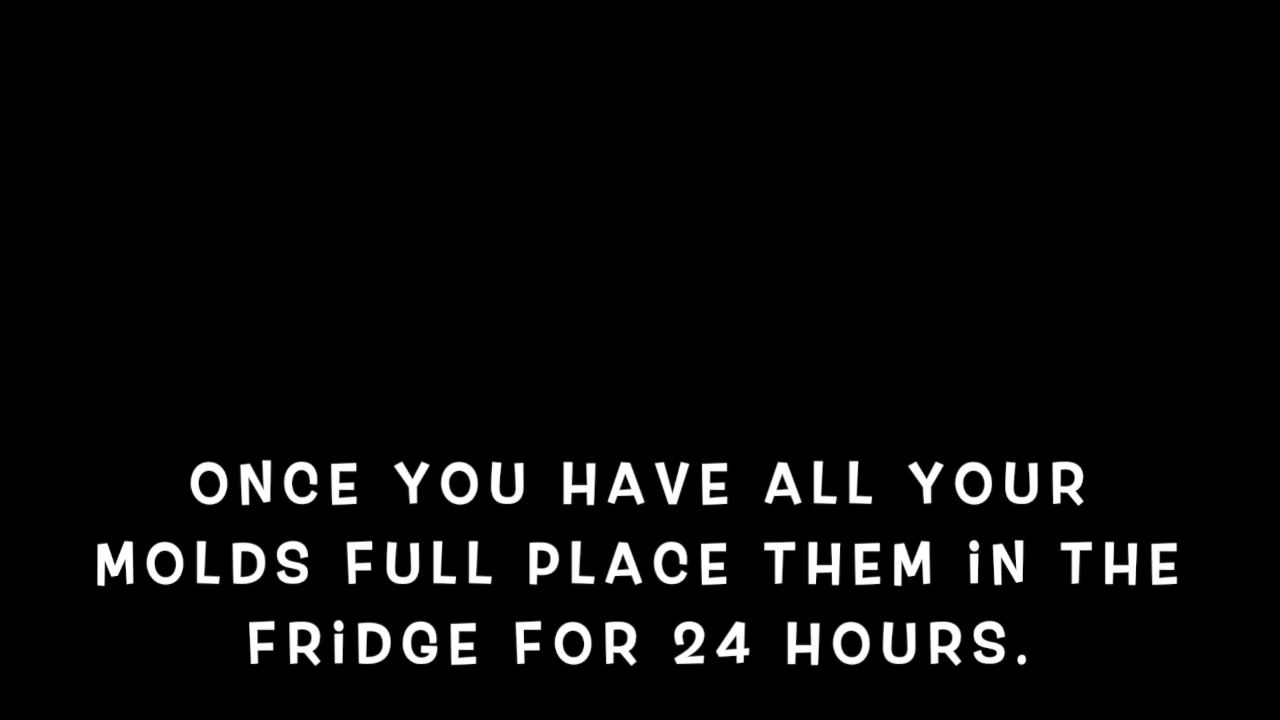 ONCE YOU HAVE ALL YOUR
MOLDS FULL PLACE THEM iN THE
FRiDGE FOR 24 HOURS.